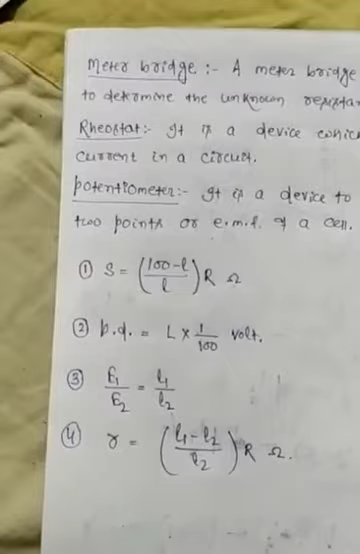 Meter bridge :- A meter bridge
to determine the unknown resista
Rheostat:- It is a device whic
current in a circuit.
Potentiometer:- It is a device to
two points or e.m.f. of a cell.
① S = ((100-l)/l) R Ω
② p.d. = L × 1/100 volt.
③ E₁/E₂ = l₁/l₂
④ r = ((l₁-l₂)/l₂) R Ω.